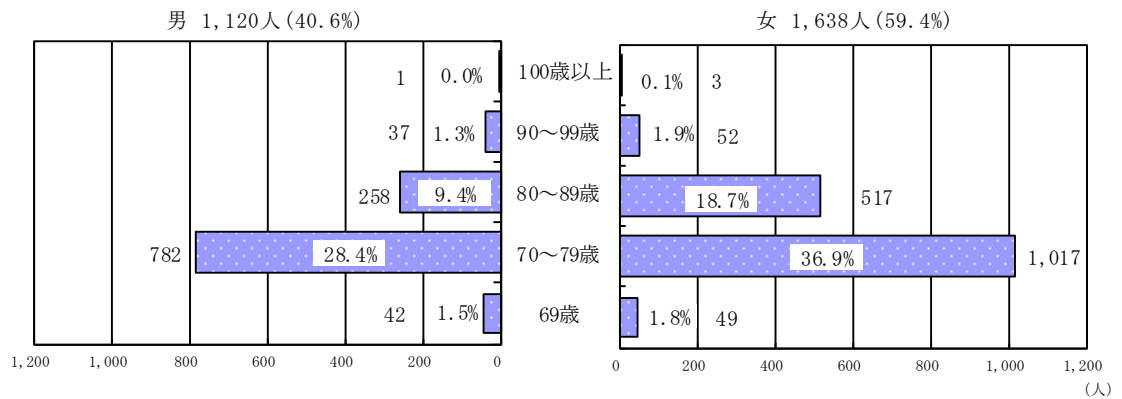 男 1,120人(40.6%) 女 1,638人(59.4%)
1 0.0% 100歳以上 0.1% 3
37 1.3% 90～99歳 1.9% 52
258 9.4% 80～89歳 18.7% 517
782 28.4% 70～79歳 36.9% 1,017
42 1.5% 69歳 1.8% 49
1,200 1,000 800 600 400 200 0 0 200 400 600 800 1,000 1,200
(人)